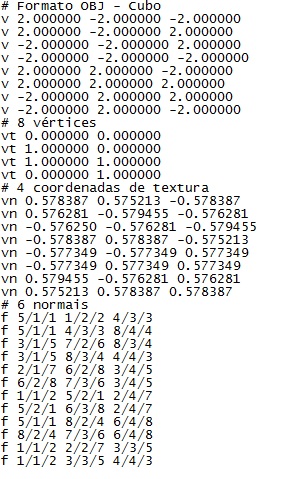 # Formato OBJ - Cubo
v 2.000000 -2.000000 -2.000000
v 2.000000 -2.000000 2.000000
v -2.000000 -2.000000 2.000000
v -2.000000 -2.000000 -2.000000
v 2.000000 2.000000 -2.000000
v 2.000000 2.000000 2.000000
v -2.000000 2.000000 2.000000
v -2.000000 2.000000 -2.000000
# 8 vértices
vt 0.000000 0.000000
vt 1.000000 0.000000
vt 1.000000 1.000000
vt 0.000000 1.000000
# 4 coordenadas de textura
vn 0.578387 0.575213 -0.578387
vn 0.576281 -0.579455 -0.576281
vn -0.576250 -0.576281 -0.579455
vn -0.578387 0.578387 -0.575213
vn -0.577349 -0.577349 0.577349
vn -0.577349 0.577349 0.577349
vn 0.579455 -0.576281 0.576281
vn 0.575213 0.578387 0.578387
# 6 normais
f 5/1/1 1/2/2 4/3/3
f 5/1/1 4/3/3 8/4/4
f 3/1/5 7/2/6 8/3/4
f 3/1/5 8/3/4 4/4/3
f 2/1/7 6/2/8 3/4/5
f 6/2/8 7/3/6 3/4/5
f 1/1/2 5/2/1 2/4/7
f 5/2/1 6/3/8 2/4/7
f 5/1/1 8/2/4 6/4/8
f 8/2/4 7/3/6 6/4/8
f 1/1/2 2/2/7 3/3/5
f 1/1/2 3/3/5 4/4/3